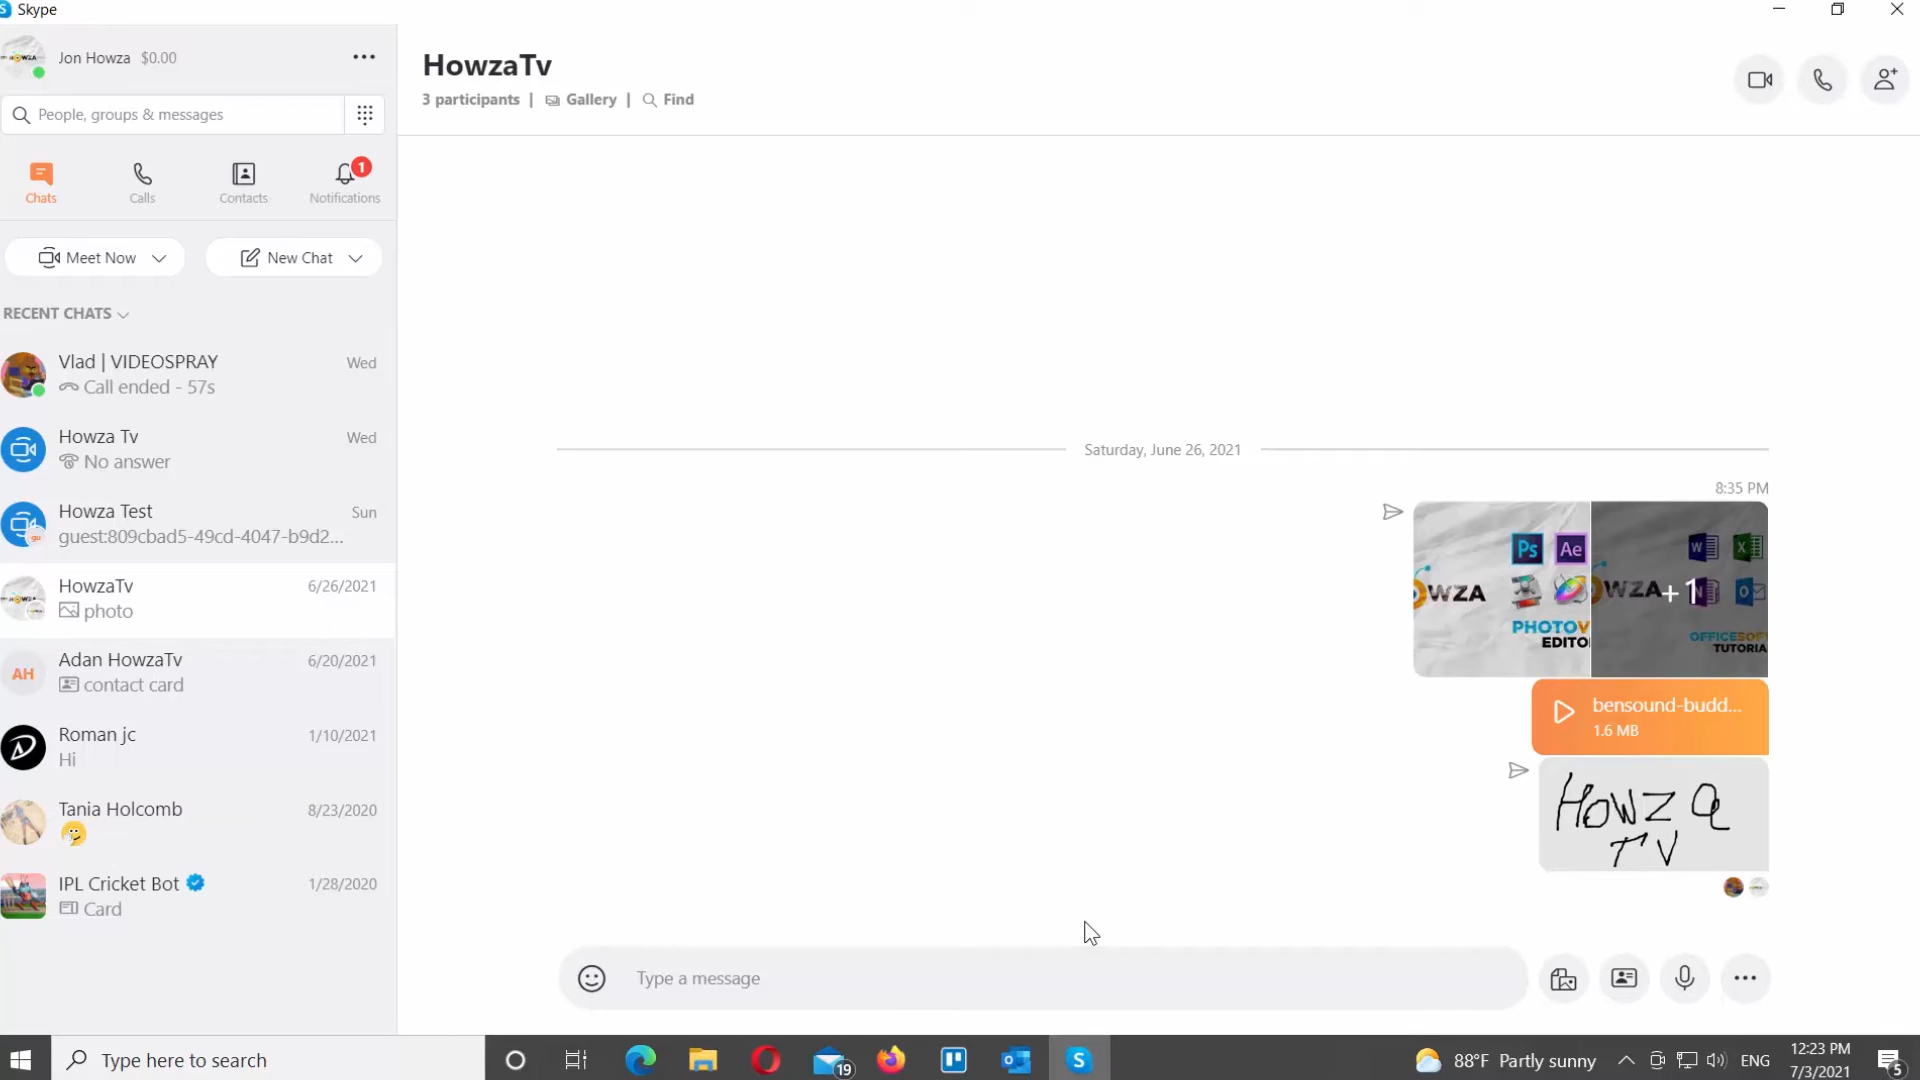 Skype
Jon Howza $0.00
People, groups & messages
Chats
Calls
Contacts
Notifications
1
Meet Now
New Chat
RECENT CHATS
Vlad | VIDEOSPRAY Wed
Call ended - 57s
Howza Tv Wed
No answer
Howza Test Sun
guest:809cbad5-49cd-4047-b9d2...
HowzaTv 6/26/2021
photo
AH
Adan HowzaTv 6/20/2021
contact card
Roman jc 1/10/2021
Hi
Tania Holcomb 8/23/2020
IPL Cricket Bot 1/28/2020
Card
HowzaTv
3 participants | Gallery | Find
Saturday, June 26, 2021
8:35 PM
Ps Ae
OWZA
PHOTOV
EDITO
+1
WZA
OFFICESOFT
TUTORIA
bensound-budd...
1.6 MB
HOWZA
TV
Type a message
Type here to search
19
88°F Partly sunny
ENG
12:23 PM
7/3/2021
5